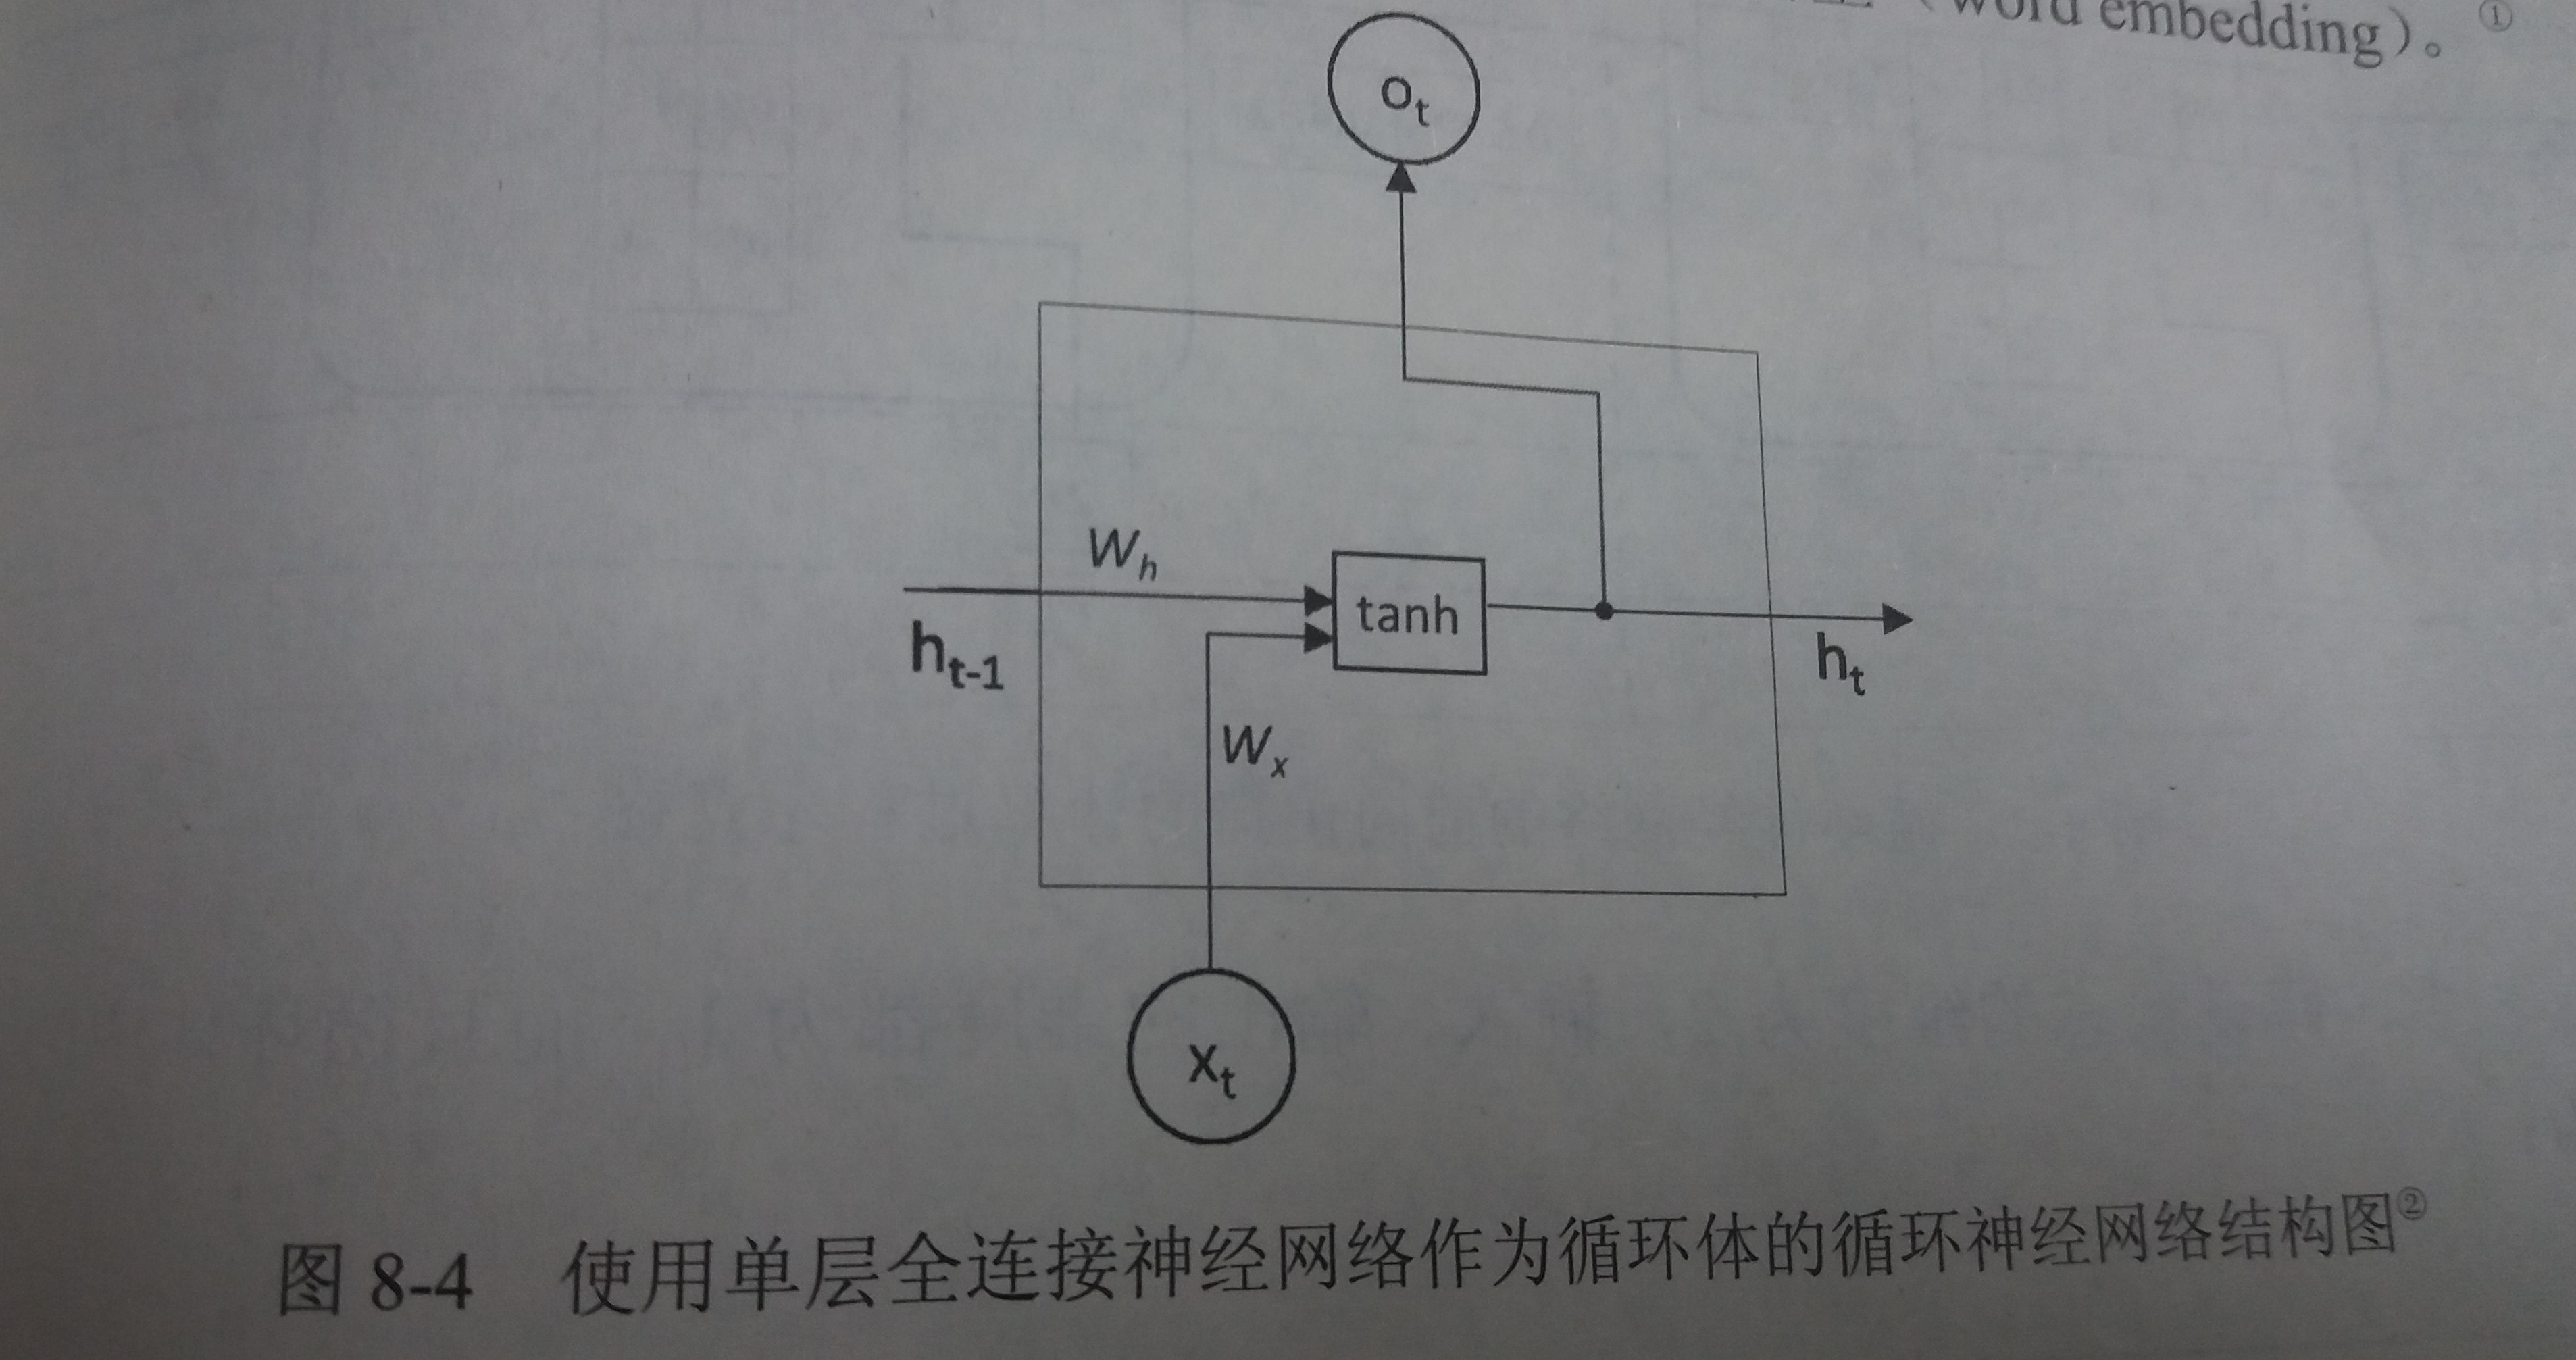 (word embedding)。①
o_t
W_h
tanh
h_{t-1}
h_t
W_x
x_t
图 8-4 使用单层全连接神经网络作为循环体的循环神经网络结构图②